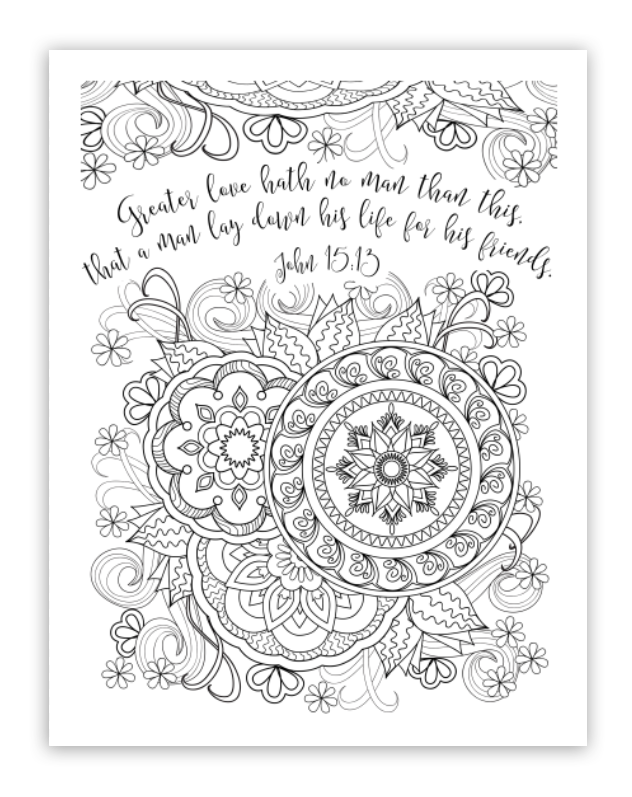 Greater love hath no man than this,
that a man lay down his life for his friends.
John 15:13